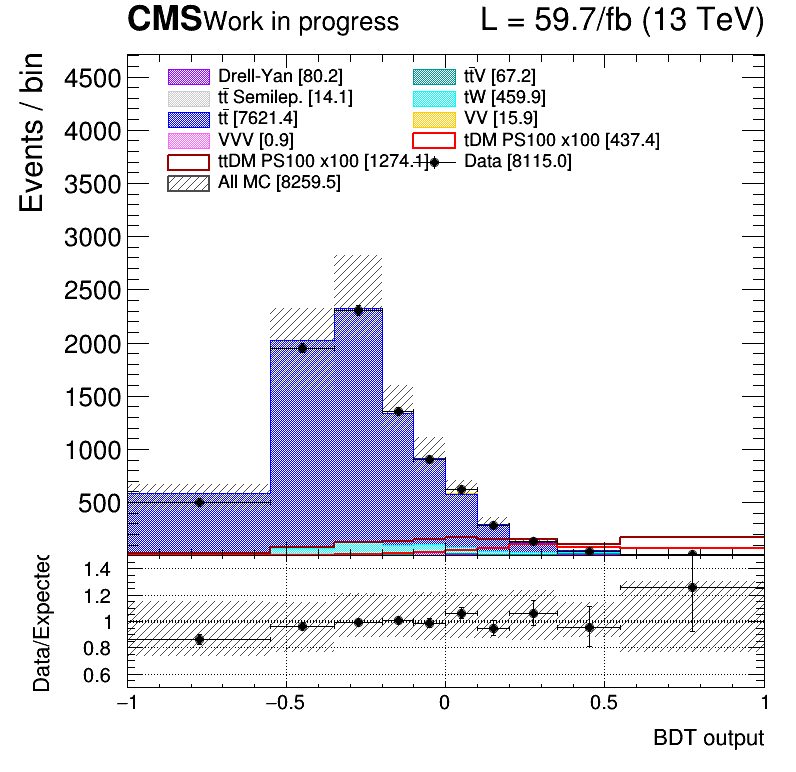 CMS Work in progress L = 59.7/fb (13 TeV)
Events / bin
4500
4000
3500
3000
2500
2000
1500
1000
500
Drell-Yan [80.2] tt̄V [67.2]
tt̄ Semilep. [14.1] tW [459.9]
tt̄ [7621.4] VV [15.9]
VVV [0.9] tDM PS100 x100 [437.4]
ttDM PS100 x100 [1274.1] Data [8115.0]
All MC [8259.5]
Data/Expected
1.4
1.2
1
0.8
0.6
−1 −0.5 0 0.5 1
BDT output